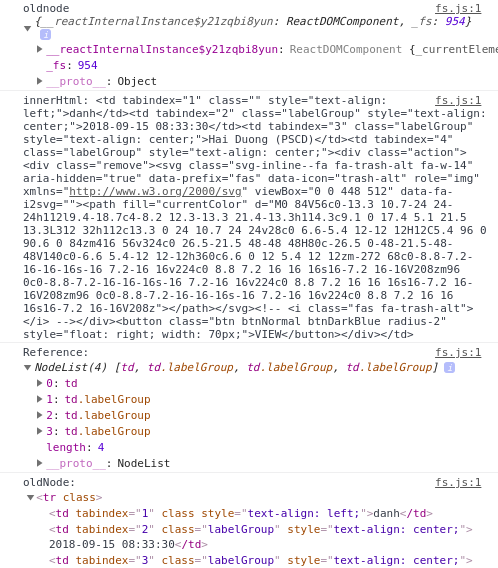 oldnode fs.js:1
{__reactInternalInstance$y21zqbi8yun: ReactDOMComponent, _fs: 954}
i
__reactInternalInstance$y21zqbi8yun: ReactDOMComponent {_currentEleme
_fs: 954
__proto__: Object
innerHtml: <td tabindex="1" class="" style="text-align: fs.js:1
left;">danh</td><td tabindex="2" class="labelGroup" style="text-align:
center;">2018-09-15 08:33:30</td><td tabindex="3" class="labelGroup"
style="text-align: center;">Hai Duong (PSCD)</td><td tabindex="4"
class="labelGroup" style="text-align: center;"><div class="action">
<div class="remove"><svg class="svg-inline--fa fa-trash-alt fa-w-14"
aria-hidden="true" data-prefix="fas" data-icon="trash-alt" role="img"
xmlns="http://www.w3.org/2000/svg" viewBox="0 0 448 512" data-fa-
i2svg=""><path fill="currentColor" d="M0 84V56c0-13.3 10.7-24 24-
24h112l9.4-18.7c4-8.2 12.3-13.3 21.4-13.3h114.3c9.1 0 17.4 5.1 21.5
13.3L312 32h112c13.3 0 24 10.7 24 24v28c0 6.6-5.4 12-12 12H12C5.4 96 0
90.6 0 84zm416 56v324c0 26.5-21.5 48-48 48H80c-26.5 0-48-21.5-48-
48V140c0-6.6 5.4-12 12-12h360c6.6 0 12 5.4 12 12zm-272 68c0-8.8-7.2-
16-16-16s-16 7.2-16 16v224c0 8.8 7.2 16 16 16s16-7.2 16-16V208zm96
0c0-8.8-7.2-16-16-16s-16 7.2-16 16v224c0 8.8 7.2 16 16 16s16-7.2 16-
16V208zm96 0c0-8.8-7.2-16-16-16s-16 7.2-16 16v224c0 8.8 7.2 16 16
16s16-7.2 16-16V208z"></path></svg><!-- <i class="fas fa-trash-alt">
</i> --></div><button class="btn btnNormal btnDarkBlue radius-2"
style="float: right; width: 70px;">VIEW</button></div></td>
Reference: fs.js:1
NodeList(4) [td, td.labelGroup, td.labelGroup, td.labelGroup] i
0: td
1: td.labelGroup
2: td.labelGroup
3: td.labelGroup
length: 4
__proto__: NodeList
oldNode: fs.js:1
<tr class>
<td tabindex="1" class style="text-align: left;">danh</td>
<td tabindex="2" class="labelGroup" style="text-align: center;">
2018-09-15 08:33:30</td>
<td tabindex="3" class="labelGroup" style="text-align: center;">